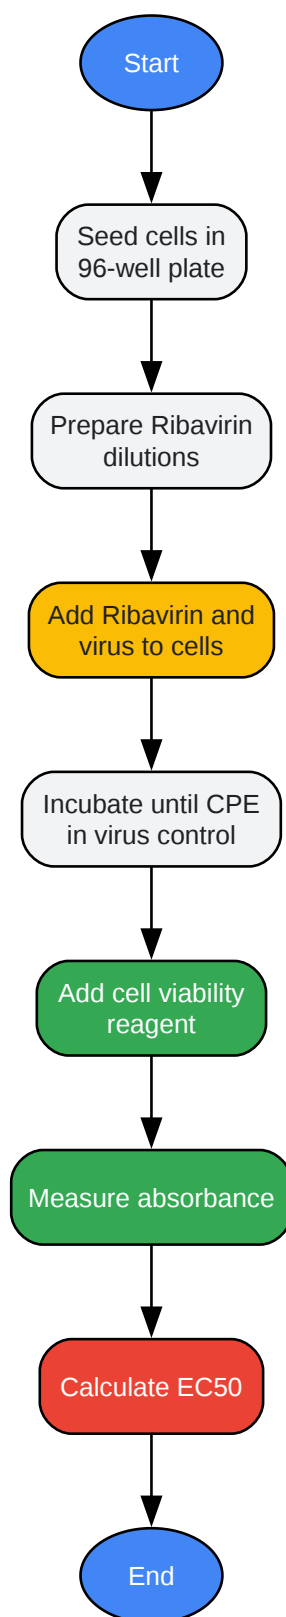 Start
Seed cells in
96-well plate
Prepare Ribavirin
dilutions
Add Ribavirin and
virus to cells
Incubate until CPE
in virus control
Add cell viability
reagent
Measure absorbance
Calculate EC50
End